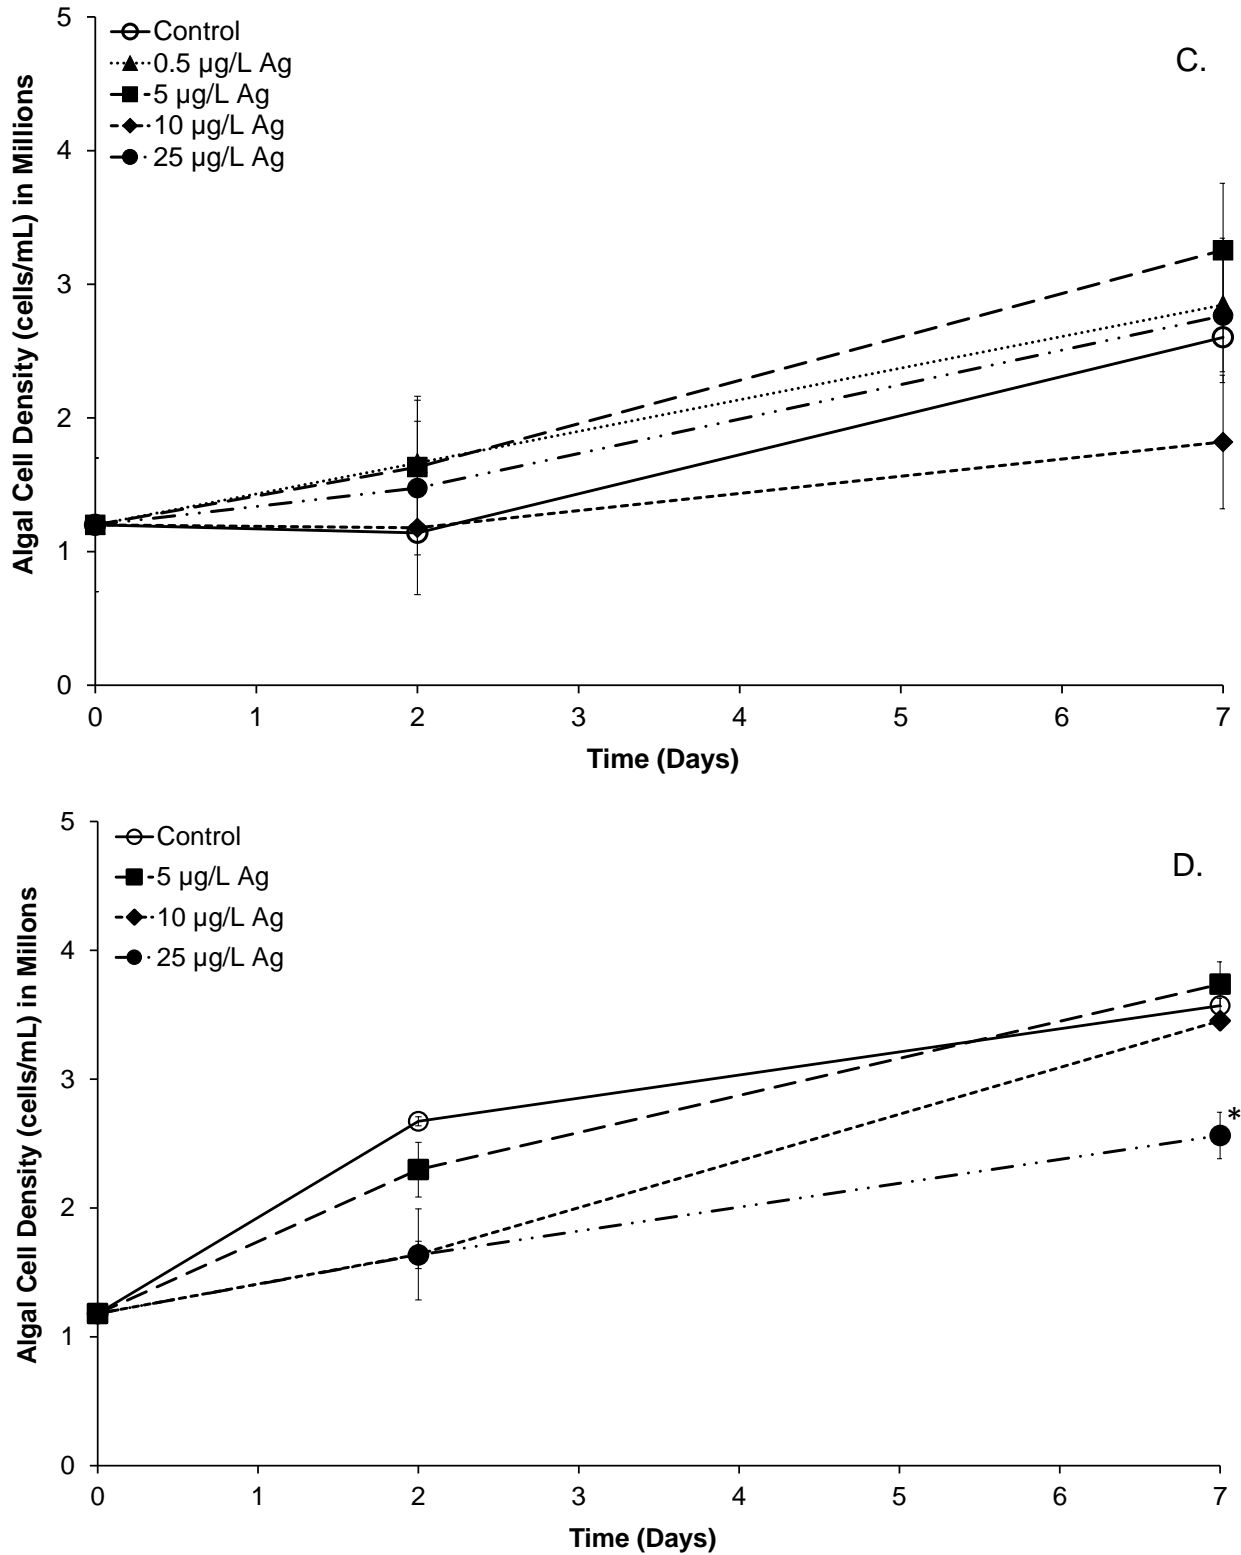 5
Control
0.5 µg/L Ag
C.
5 µg/L Ag
10 µg/L Ag
4
25 µg/L Ag
3
2
1
0
0 1 2 3 4 5 6 7
Time (Days)
Algal Cell Density (cells/mL) in Millions
5
Control
D.
5 µg/L Ag
10 µg/L Ag
4
25 µg/L Ag
3
*
2
1
0
0 1 2 3 4 5 6 7
Time (Days)
Algal Cell Density (cells/mL) in Millons